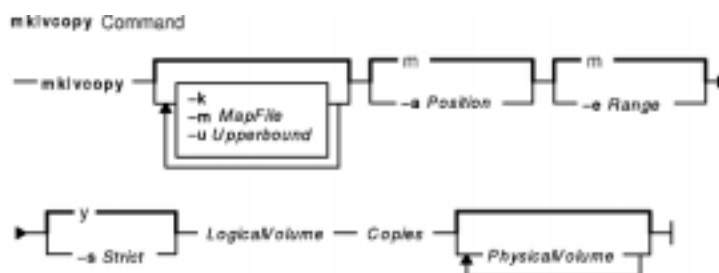 mklvcopy Command
m m
mklvcopy -k -a Position -e Range
-m MapFile
-u Upperbound
y
-s Strict LogicalVolume Copies PhysicalVolume